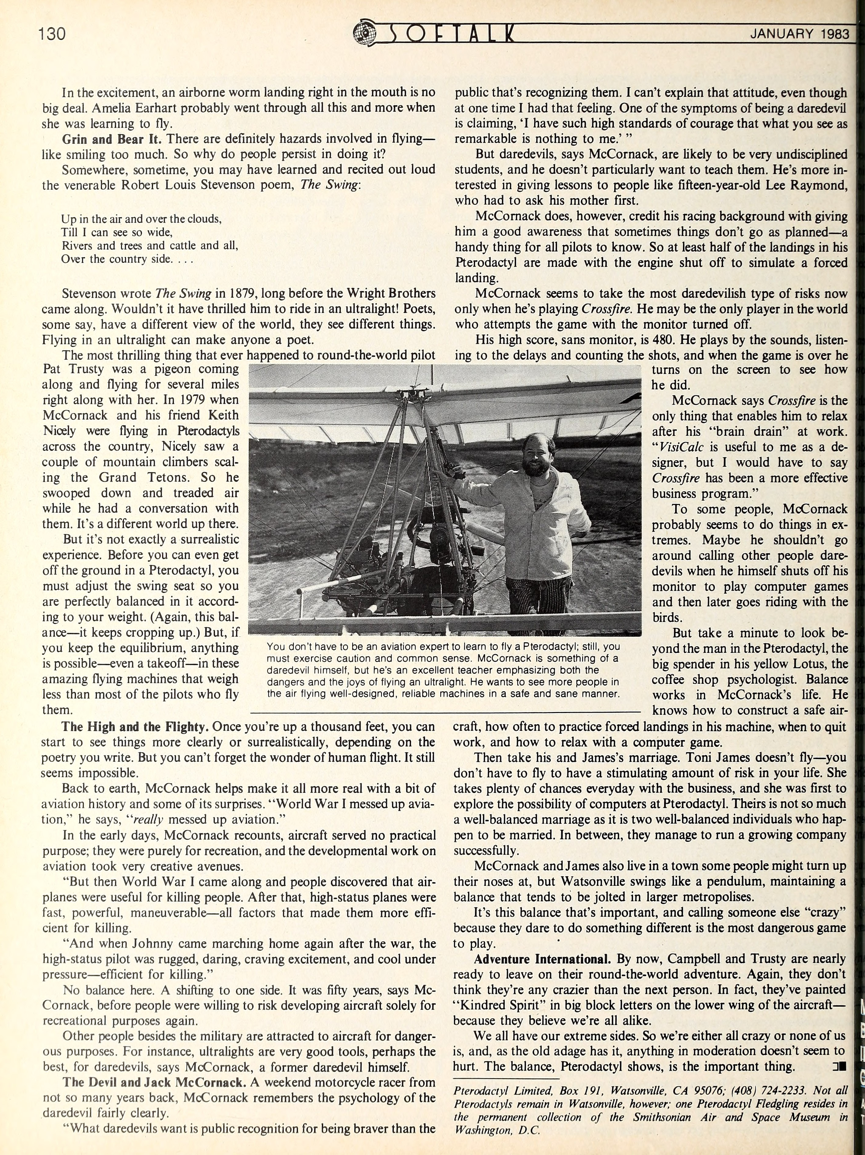 130
SOFTALK
JANUARY 1983
In the excitement, an airborne worm landing right in the mouth is no
big deal. Amelia Earhart probably went through all this and more when
she was learning to fly.
Grin and Bear It. There are definitely hazards involved in flying—
like smiling too much. So why do people persist in doing it?
Somewhere, sometime, you may have learned and recited out loud
the venerable Robert Louis Stevenson poem, The Swing:
Up in the air and over the clouds,
Till I can see so wide,
Rivers and trees and cattle and all,
Over the country side. . . .
Stevenson wrote The Swing in 1879, long before the Wright Brothers
came along. Wouldn't it have thrilled him to ride in an ultralight! Poets,
some say, have a different view of the world, they see different things.
Flying in an ultralight can make anyone a poet.
The most thrilling thing that ever happened to round-the-world pilot
Pat Trusty was a pigeon coming
along and flying for several miles
right along with her. In 1979 when
McCornack and his friend Keith
Nicely were flying in Pterodactyls
across the country, Nicely saw a
couple of mountain climbers scal-
ing the Grand Tetons. So he
swooped down and treaded air
while he had a conversation with
them. It's a different world up there.
But it's not exactly a surrealistic
experience. Before you can even get
off the ground in a Pterodactyl, you
must adjust the swing seat so you
are perfectly balanced in it accord-
ing to your weight. (Again, this bal-
ance—it keeps cropping up.) But, if
you keep the equilibrium, anything
is possible—even a takeoff—in these
amazing flying machines that weigh
less than most of the pilots who fly
them.
The High and the Flighty. Once you're up a thousand feet, you can
start to see things more clearly or surrealistically, depending on the
poetry you write. But you can't forget the wonder of human flight. It still
seems impossible.
Back to earth, McCornack helps make it all more real with a bit of
aviation history and some of its surprises. "World War I messed up avia-
tion," he says, "really messed up aviation."
In the early days, McCornack recounts, aircraft served no practical
purpose; they were purely for recreation, and the developmental work on
aviation took very creative avenues.
"But then World War I came along and people discovered that air-
planes were useful for killing people. After that, high-status planes were
fast, powerful, maneuverable—all factors that made them more effi-
cient for killing.
"And when Johnny came marching home again after the war, the
high-status pilot was rugged, daring, craving excitement, and cool under
pressure—efficient for killing."
No balance here. A shifting to one side. It was fifty years, says Mc-
Cornack, before people were willing to risk developing aircraft solely for
recreational purposes again.
Other people besides the military are attracted to aircraft for danger-
ous purposes. For instance, ultralights are very good tools, perhaps the
best, for daredevils, says McCornack, a former daredevil himself.
The Devil and Jack McCornack. A weekend motorcycle racer from
not so many years back, McCornack remembers the psychology of the
daredevil fairly clearly.
"What daredevils want is public recognition for being braver than the
public that's recognizing them. I can't explain that attitude, even though
at one time I had that feeling. One of the symptoms of being a daredevil
is claiming, 'I have such high standards of courage that what you see as
remarkable is nothing to me.' "
But daredevils, says McCornack, are likely to be very undisciplined
students, and he doesn't particularly want to teach them. He's more in-
terested in giving lessons to people like fifteen-year-old Lee Raymond,
who had to ask his mother first.
McCornack does, however, credit his racing background with giving
him a good awareness that sometimes things don't go as planned—a
handy thing for all pilots to know. So at least half of the landings in his
Pterodactyl are made with the engine shut off to simulate a forced
landing.
McCornack seems to take the most daredevilish type of risks now
only when he's playing Crossfire. He may be the only player in the world
who attempts the game with the monitor turned off.
His high score, sans monitor, is 480. He plays by the sounds, listen-
ing to the delays and counting the shots, and when the game is over he
turns on the screen to see how
he did.
McCornack says Crossfire is the
only thing that enables him to relax
after his "brain drain" at work.
"VisiCalc is useful to me as a de-
signer, but I would have to say
Crossfire has been a more effective
business program."
To some people, McCornack
probably seems to do things in ex-
tremes. Maybe he shouldn't go
around calling other people dare-
devils when he himself shuts off his
monitor to play computer games
and then later goes riding with the
birds.
But take a minute to look be-
yond the man in the Pterodactyl, the
big spender in his yellow Lotus, the
coffee shop psychologist. Balance
works in McCornack's life. He
knows how to construct a safe air-
craft, how often to practice forced landings in his machine, when to quit
work, and how to relax with a computer game.
Then take his and James's marriage. Toni James doesn't fly—you
don't have to fly to have a stimulating amount of risk in your life. She
takes plenty of chances everyday with the business, and she was first to
explore the possibility of computers at Pterodactyl. Theirs is not so much
a well-balanced marriage as it is two well-balanced individuals who hap-
pen to be married. In between, they manage to run a growing company
successfully.
McCornack and James also live in a town some people might turn up
their noses at, but Watsonville swings like a pendulum, maintaining a
balance that tends to be jolted in larger metropolises.
It's this balance that's important, and calling someone else "crazy"
because they dare to do something different is the most dangerous game
to play.
Adventure International. By now, Campbell and Trusty are nearly
ready to leave on their round-the-world adventure. Again, they don't
think they're any crazier than the next person. In fact, they've painted
"Kindred Spirit" in big block letters on the lower wing of the aircraft—
because they believe we're all alike.
We all have our extreme sides. So we're either all crazy or none of us
is, and, as the old adage has it, anything in moderation doesn't seem to
hurt. The balance, Pterodactyl shows, is the important thing.
You don't have to be an aviation expert to learn to fly a Pterodactyl; still, you
must exercise caution and common sense. McCornack is something of a
daredevil himself, but he's an excellent teacher emphasizing both the
dangers and the joys of flying an ultralight. He wants to see more people in
the air flying well-designed, reliable machines in a safe and sane manner.
Pterodactyl Limited, Box 191, Watsonville, CA 95076; (408) 724-2233. Not all
Pterodactyls remain in Watsonville, however; one Pterodactyl Fledgling resides in
the permanent collection of the Smithsonian Air and Space Museum in
Washington, D.C.